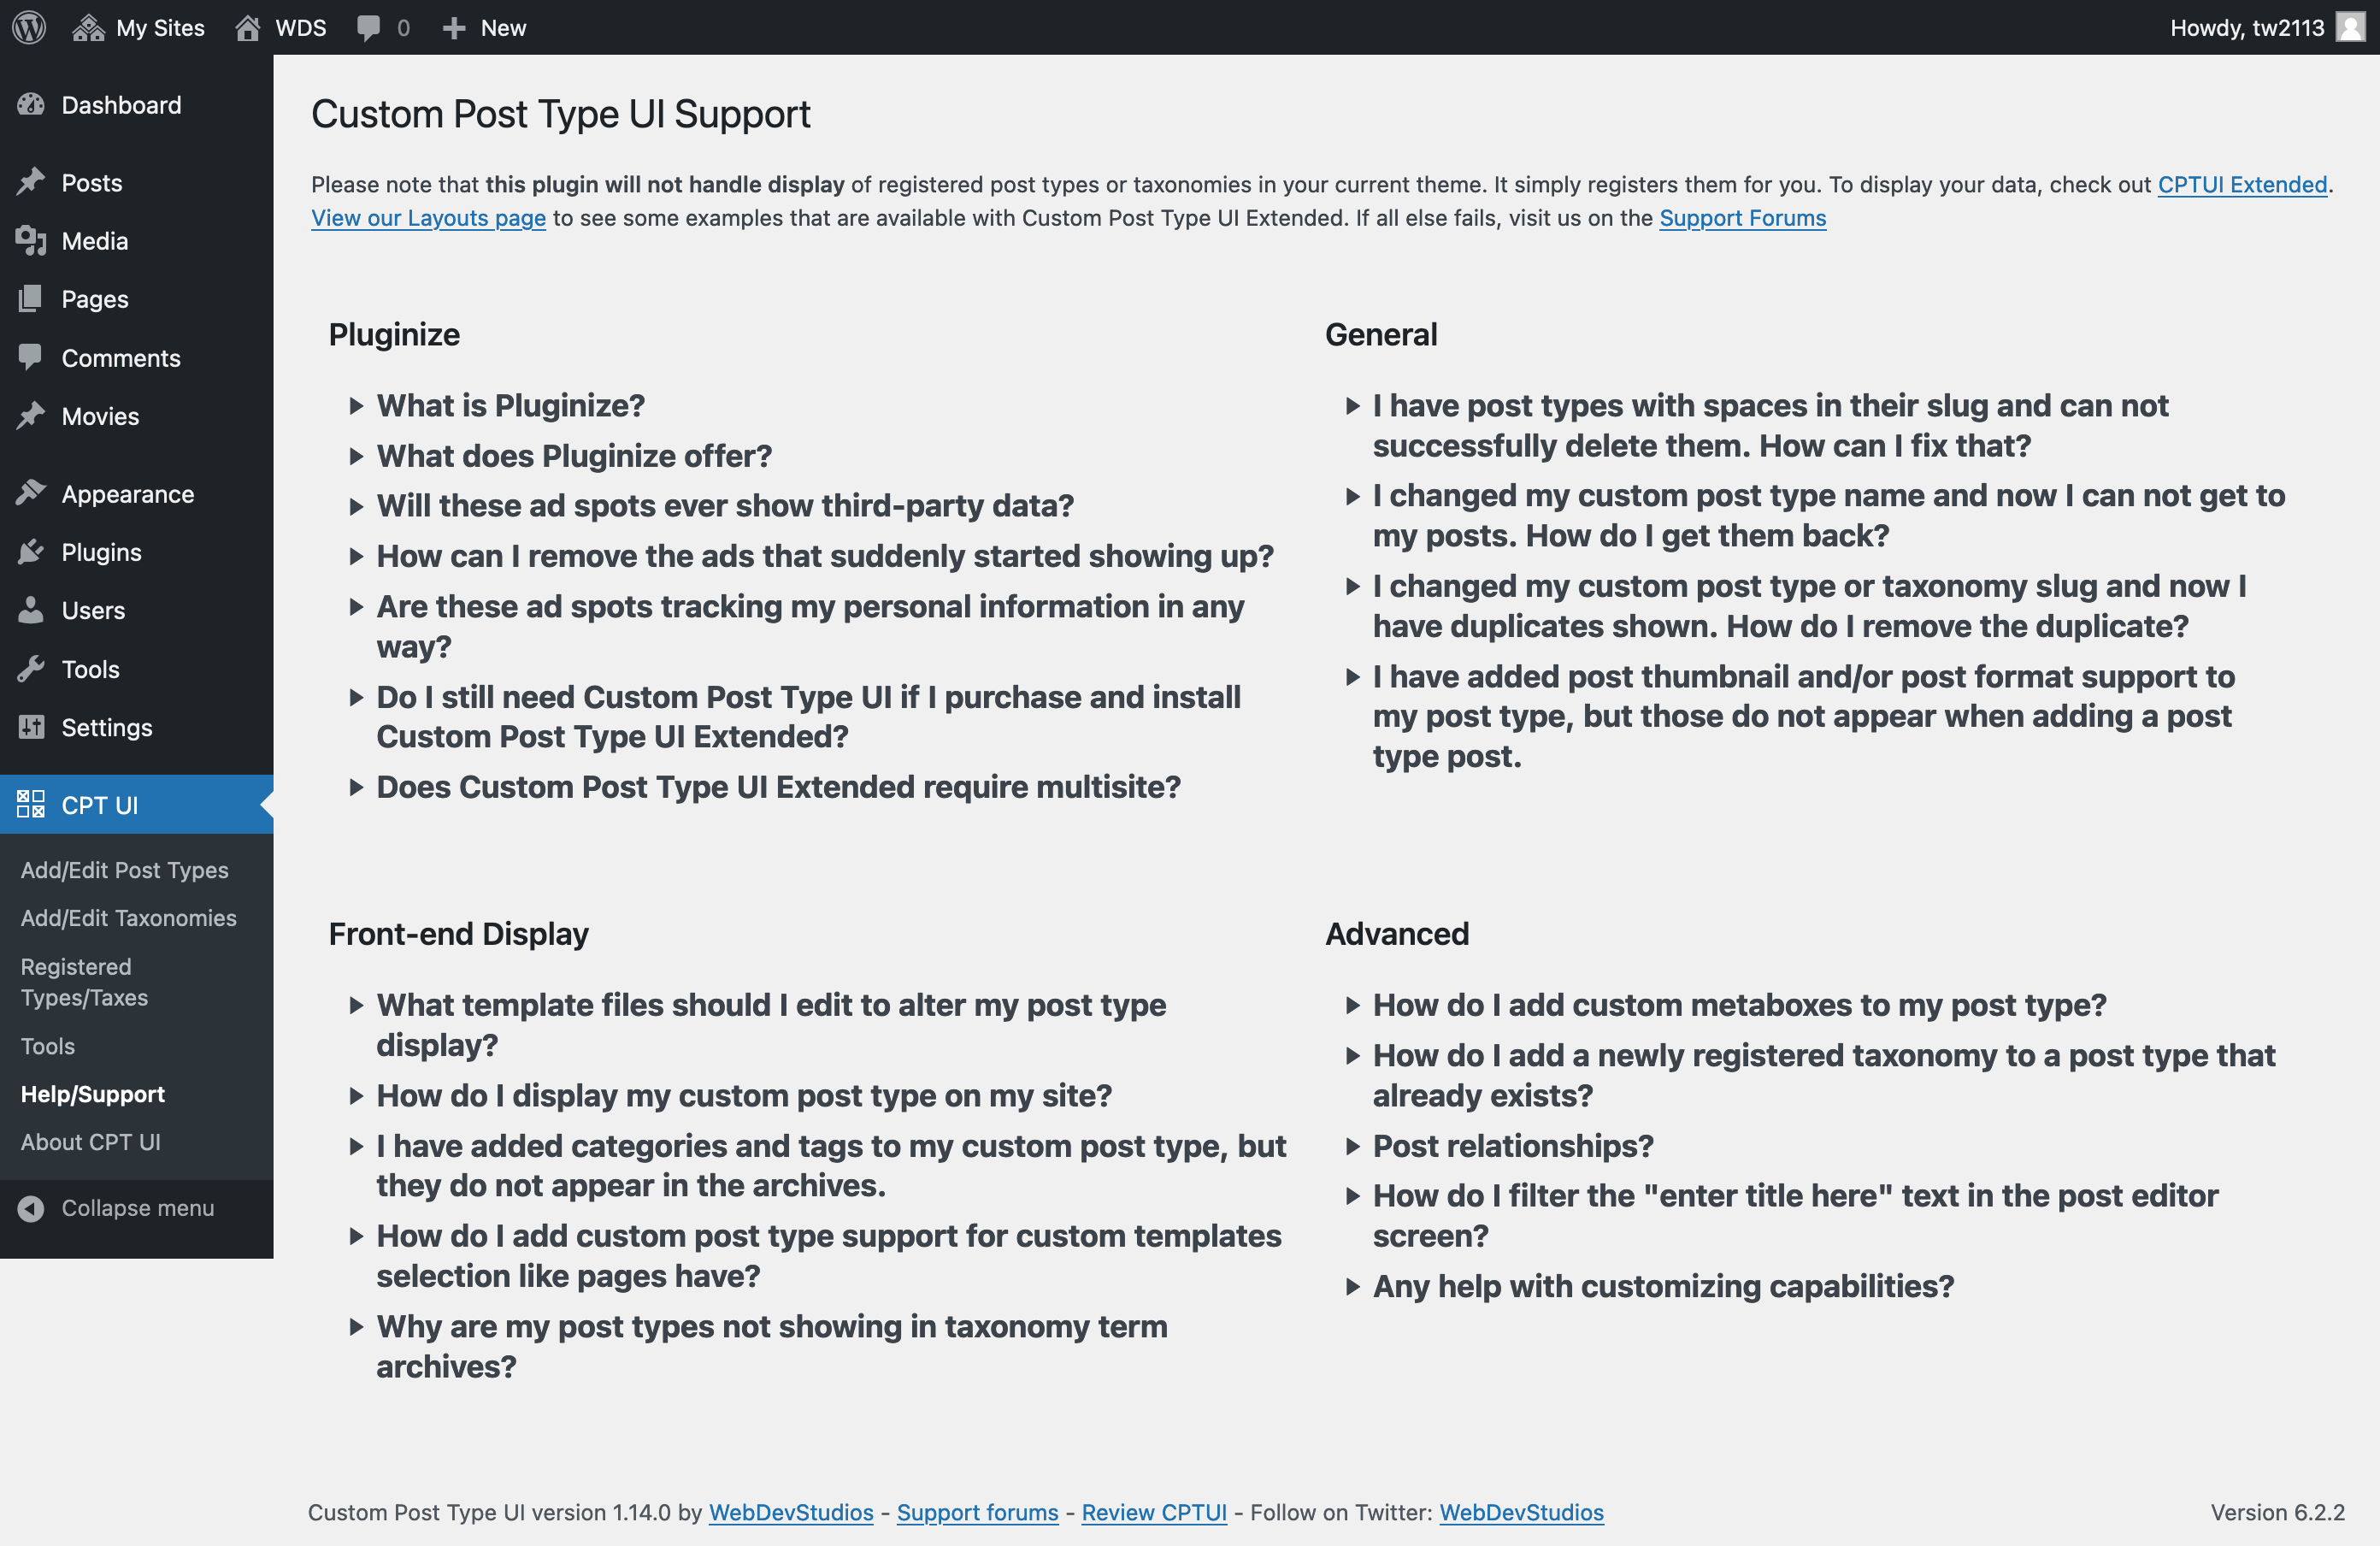 My Sites
WDS
0
New
Howdy, tw2113
Dashboard
Posts
Media
Pages
Comments
Movies
Appearance
Plugins
Users
Tools
Settings
CPT UI
Add/Edit Post Types
Add/Edit Taxonomies
Registered
Types/Taxes
Tools
Help/Support
About CPT UI
Collapse menu
Custom Post Type UI Support
Please note that this plugin will not handle display of registered post types or taxonomies in your current theme. It simply registers them for you. To display your data, check out CPTUI Extended.
View our Layouts page to see some examples that are available with Custom Post Type UI Extended. If all else fails, visit us on the Support Forums
Pluginize
What is Pluginize?
What does Pluginize offer?
Will these ad spots ever show third-party data?
How can I remove the ads that suddenly started showing up?
Are these ad spots tracking my personal information in any
way?
Do I still need Custom Post Type UI if I purchase and install
Custom Post Type UI Extended?
Does Custom Post Type UI Extended require multisite?
General
I have post types with spaces in their slug and can not
successfully delete them. How can I fix that?
I changed my custom post type name and now I can not get to
my posts. How do I get them back?
I changed my custom post type or taxonomy slug and now I
have duplicates shown. How do I remove the duplicate?
I have added post thumbnail and/or post format support to
my post type, but those do not appear when adding a post
type post.
Front-end Display
What template files should I edit to alter my post type
display?
How do I display my custom post type on my site?
I have added categories and tags to my custom post type, but
they do not appear in the archives.
How do I add custom post type support for custom templates
selection like pages have?
Why are my post types not showing in taxonomy term
archives?
Advanced
How do I add custom metaboxes to my post type?
How do I add a newly registered taxonomy to a post type that
already exists?
Post relationships?
How do I filter the "enter title here" text in the post editor
screen?
Any help with customizing capabilities?
Custom Post Type UI version 1.14.0 by WebDevStudios - Support forums - Review CPTUI - Follow on Twitter: WebDevStudios
Version 6.2.2